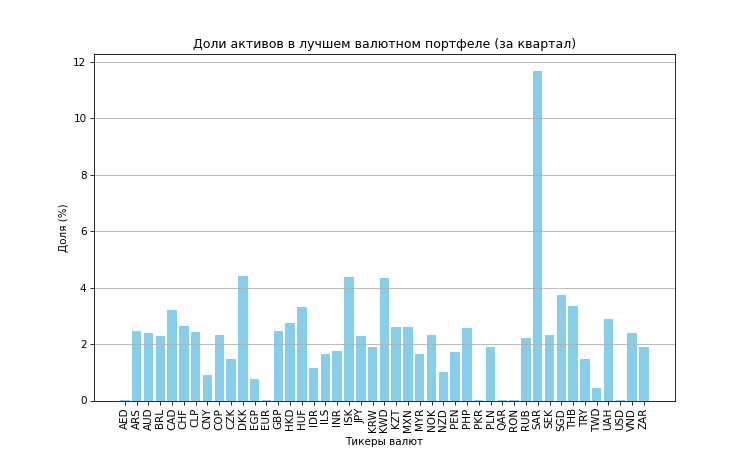 Доли активов в лучшем валютном портфеле (за квартал)
Доля (%)
12
10
8
6
4
2
0
AED ARS AUD BRL CAD CHF CLP CNY COP CZK DKK EGP EUR GBP HKD HUF IDR ILS INR ISK JPY KRW KWD KZT MXN MYR NOK NZD PEN PHP PKR PLN QAR RON RUB SAR SEK SGD THB TRY TWD UAH USD VND ZAR
Тикеры валют